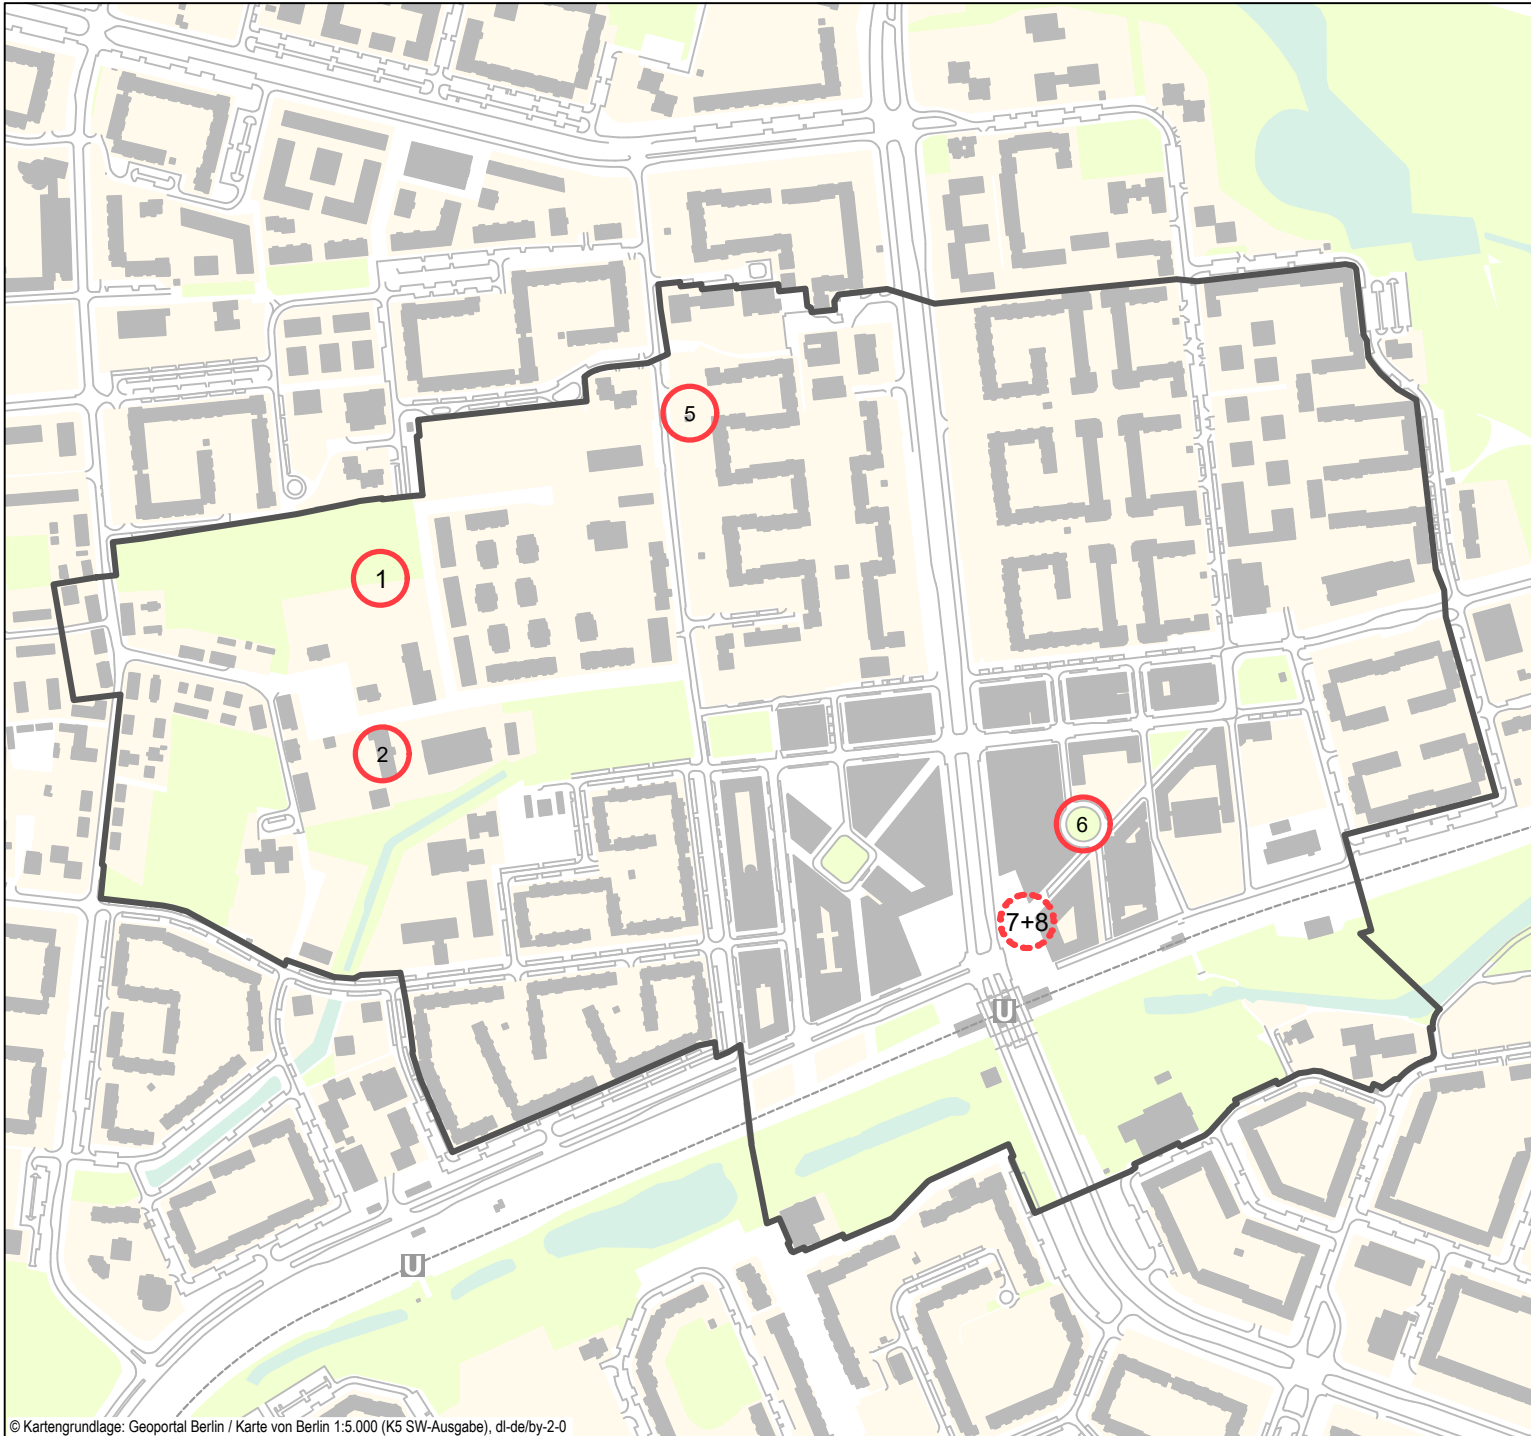 5
1
2
6
7+8
U
U
© Kartengrundlage: Geoportal Berlin / Karte von Berlin 1:5.000 (K5 SW-Ausgabe), dl-de/by-2-0